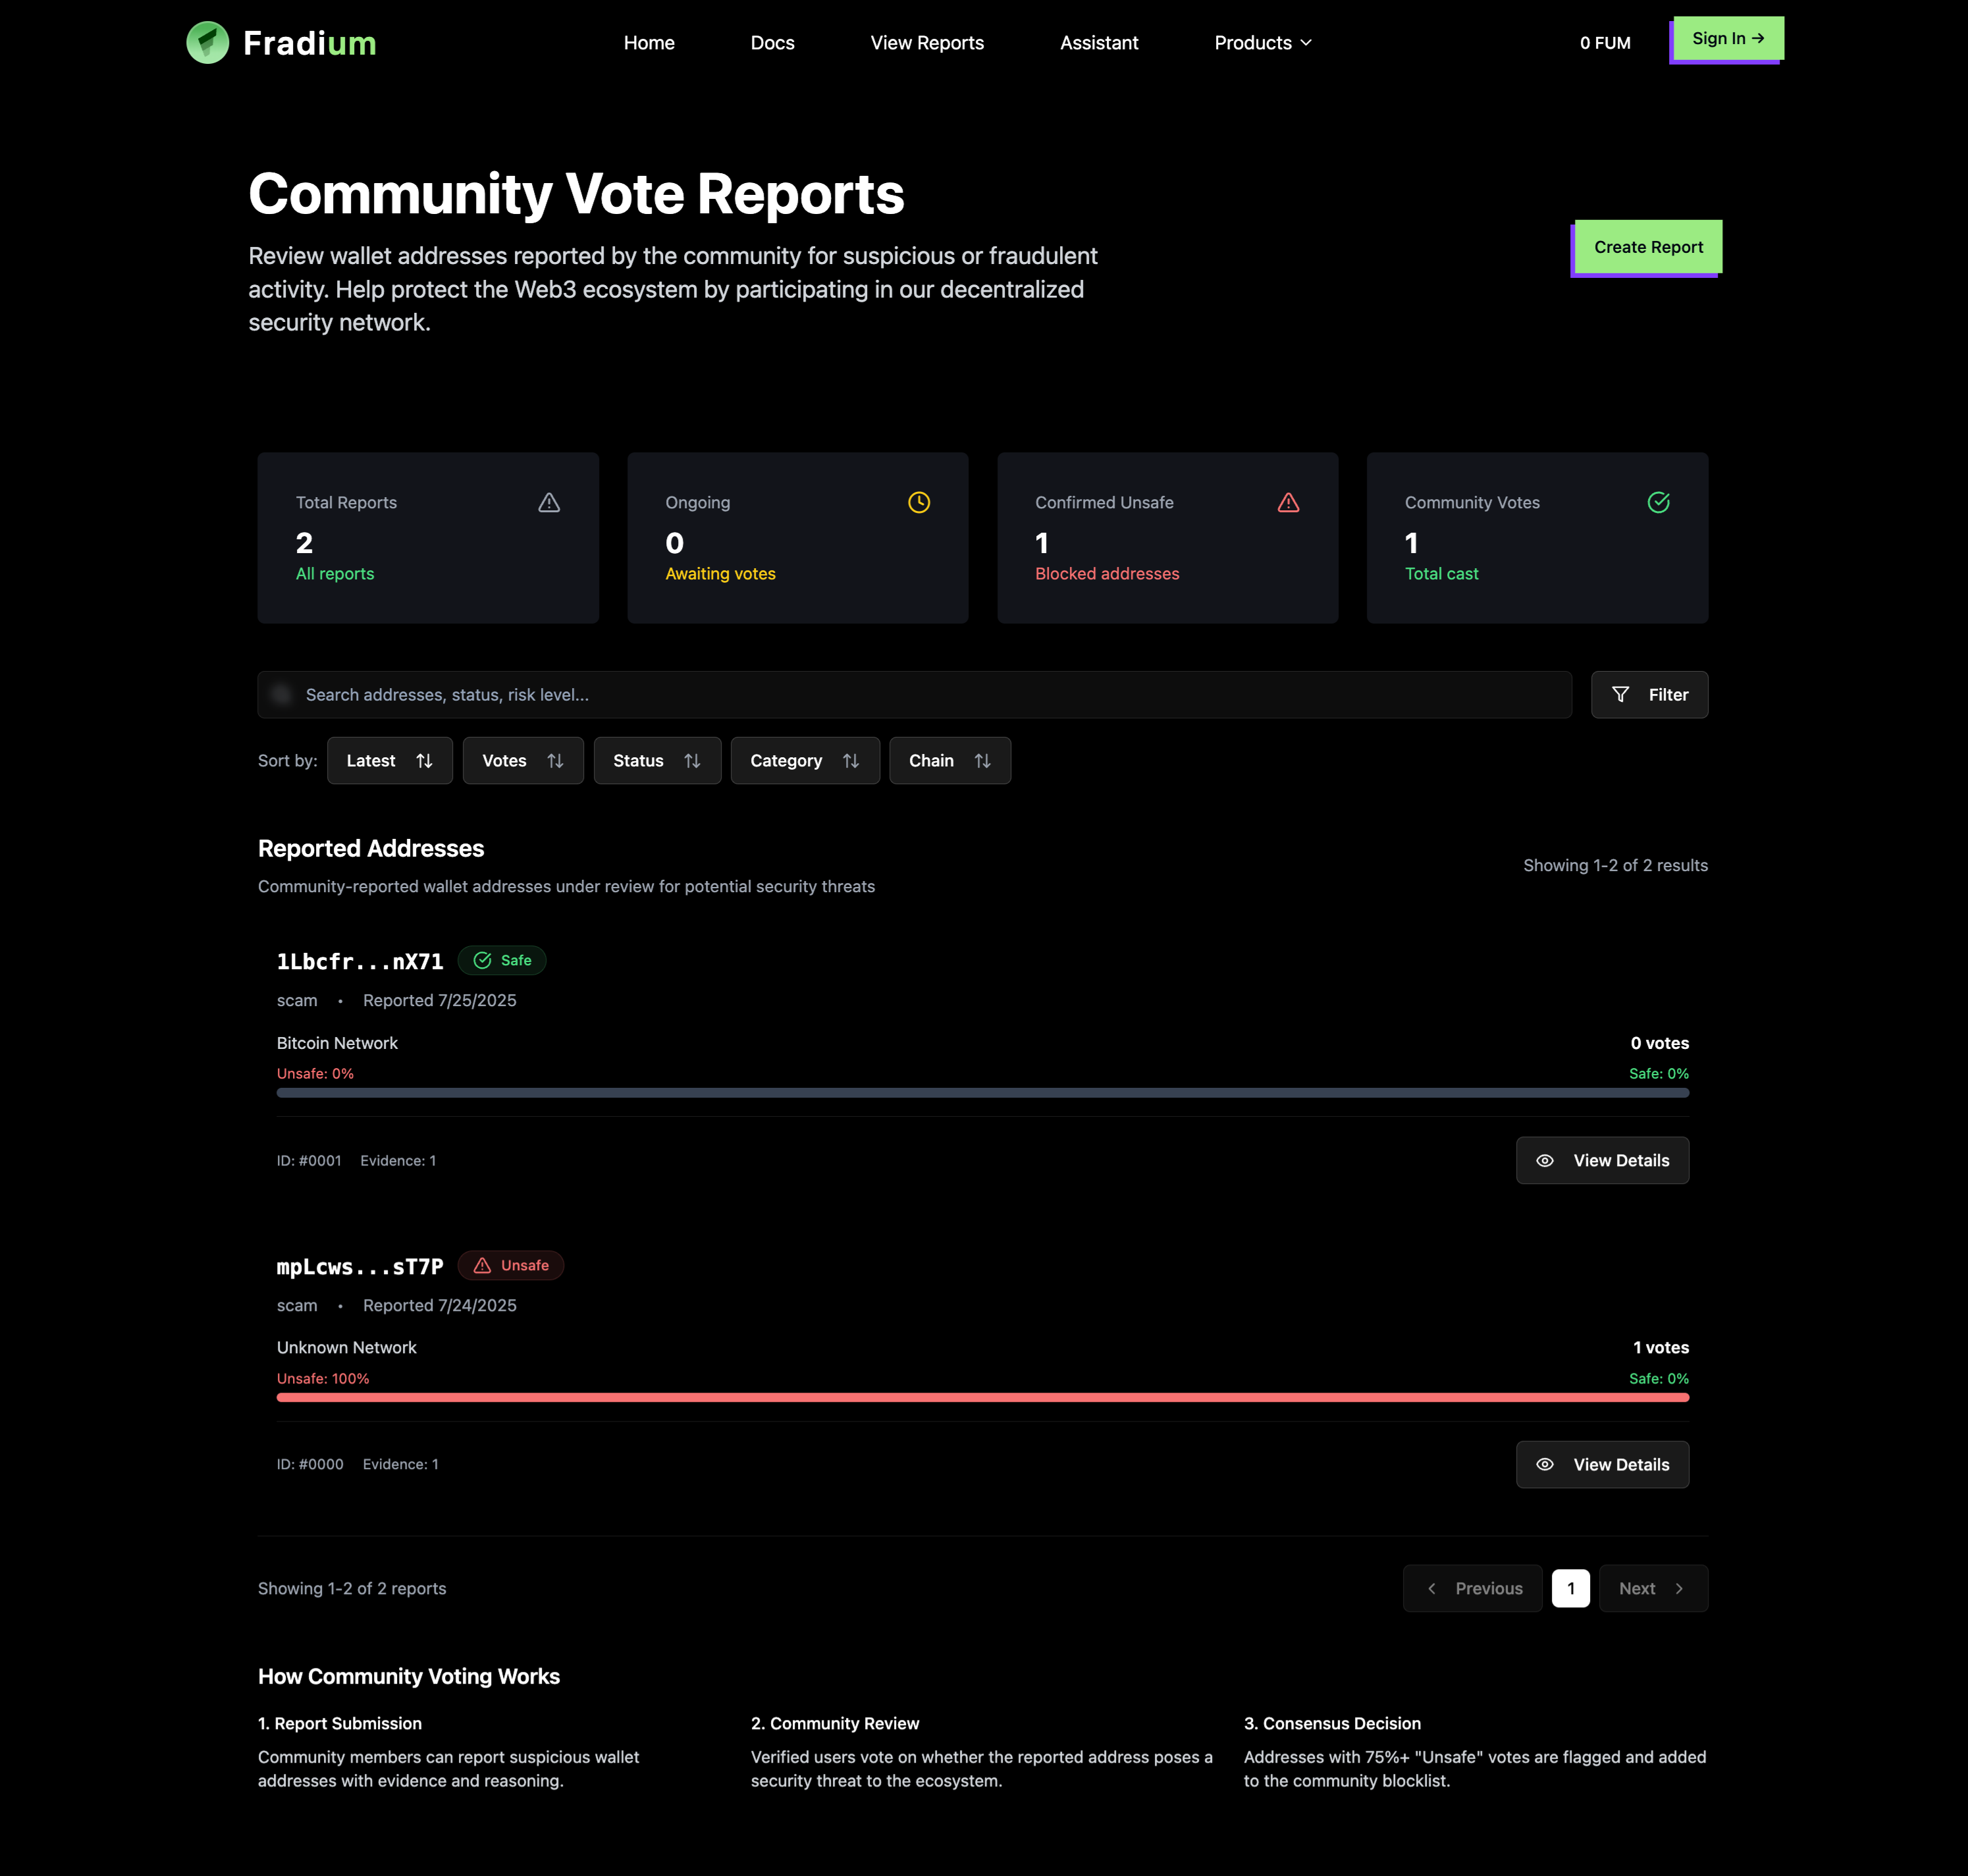 Fradium
Home
Docs
View Reports
Assistant
Products
0 FUM
Sign In →
Community Vote Reports
Review wallet addresses reported by the community for suspicious or fraudulent
activity. Help protect the Web3 ecosystem by participating in our decentralized
security network.
Create Report
Total Reports
2
All reports
Ongoing
0
Awaiting votes
Confirmed Unsafe
1
Blocked addresses
Community Votes
1
Total cast
Search addresses, status, risk level...
Filter
Sort by:
Latest
Votes
Status
Category
Chain
Reported Addresses
Community-reported wallet addresses under review for potential security threats
Showing 1-2 of 2 results
1Lbcfr...nX71
Safe
scam • Reported 7/25/2025
Bitcoin Network
0 votes
Unsafe: 0%
Safe: 0%
ID: #0001 Evidence: 1
View Details
mpLcws...sT7P
Unsafe
scam • Reported 7/24/2025
Unknown Network
1 votes
Unsafe: 100%
Safe: 0%
ID: #0000 Evidence: 1
View Details
Showing 1-2 of 2 reports
Previous
1
Next
How Community Voting Works
1. Report Submission
Community members can report suspicious wallet
addresses with evidence and reasoning.
2. Community Review
Verified users vote on whether the reported address poses a
security threat to the ecosystem.
3. Consensus Decision
Addresses with 75%+ "Unsafe" votes are flagged and added
to the community blocklist.